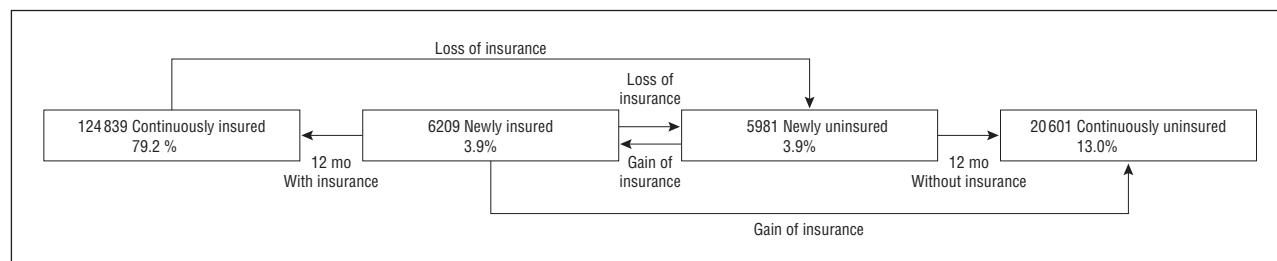 Loss of insurance
Loss of
insurance
124 839 Continuously insured
79.2 %
6209 Newly insured
3.9%
5981 Newly uninsured
3.9%
20 601 Continuously uninsured
13.0%
12 mo
With insurance
Gain of
insurance
12 mo
Without insurance
Gain of insurance